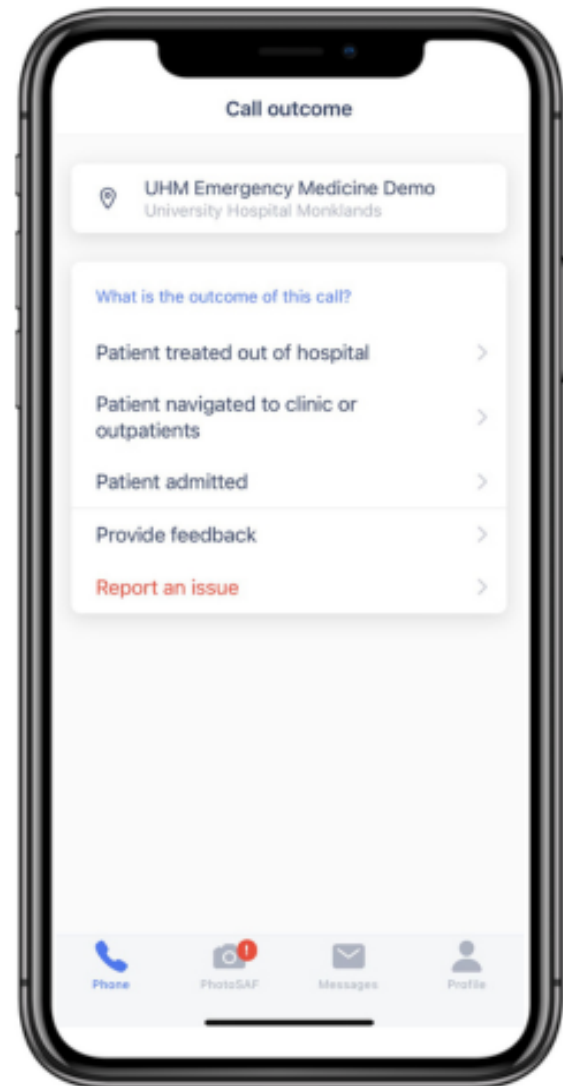 Call outcome
UHM Emergency Medicine Demo
University Hospital Monklands
What is the outcome of this call?
Patient treated out of hospital
Patient navigated to clinic or
outpatients
Patient admitted
Provide feedback
Report an issue
Phone
PhotoSAF
Messages
Profile